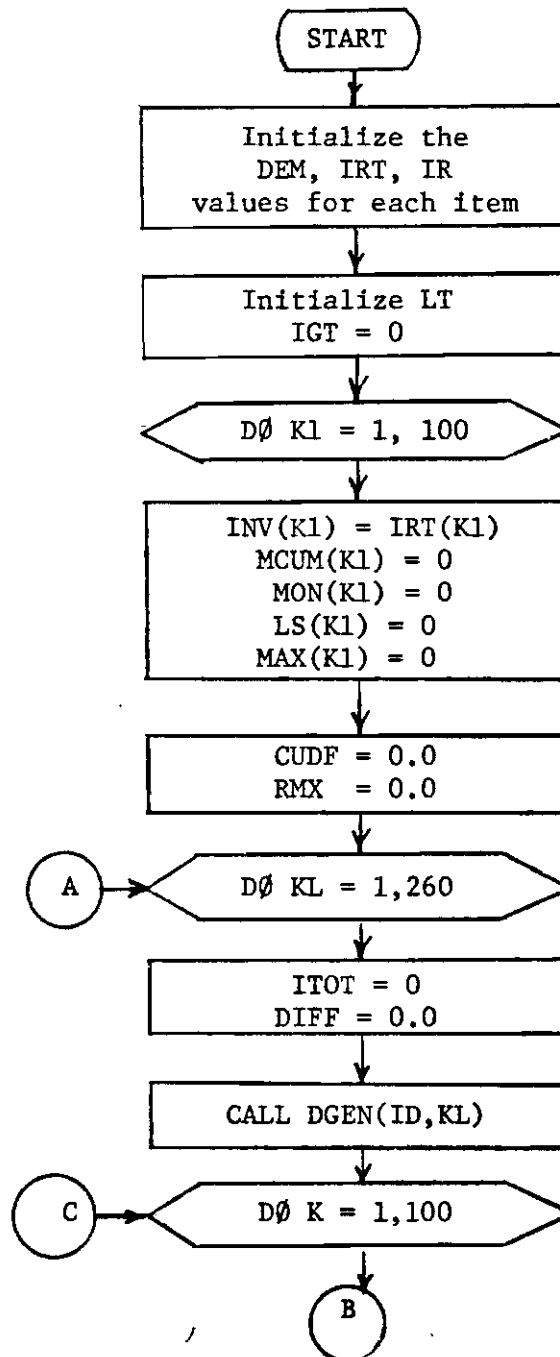 START
Initialize the
DEM, IRT, IR
values for each item
Initialize LT
IGT = 0
DØ K1 = 1, 100
INV(K1) = IRT(K1)
MCUM(K1) = 0
MON(K1) = 0
LS(K1) = 0
MAX(K1) = 0
CUDF = 0.0
RMX = 0.0
A
DØ KL = 1,260
ITOT = 0
DIFF = 0.0
CALL DGEN(ID,KL)
C
DØ K = 1,100
B